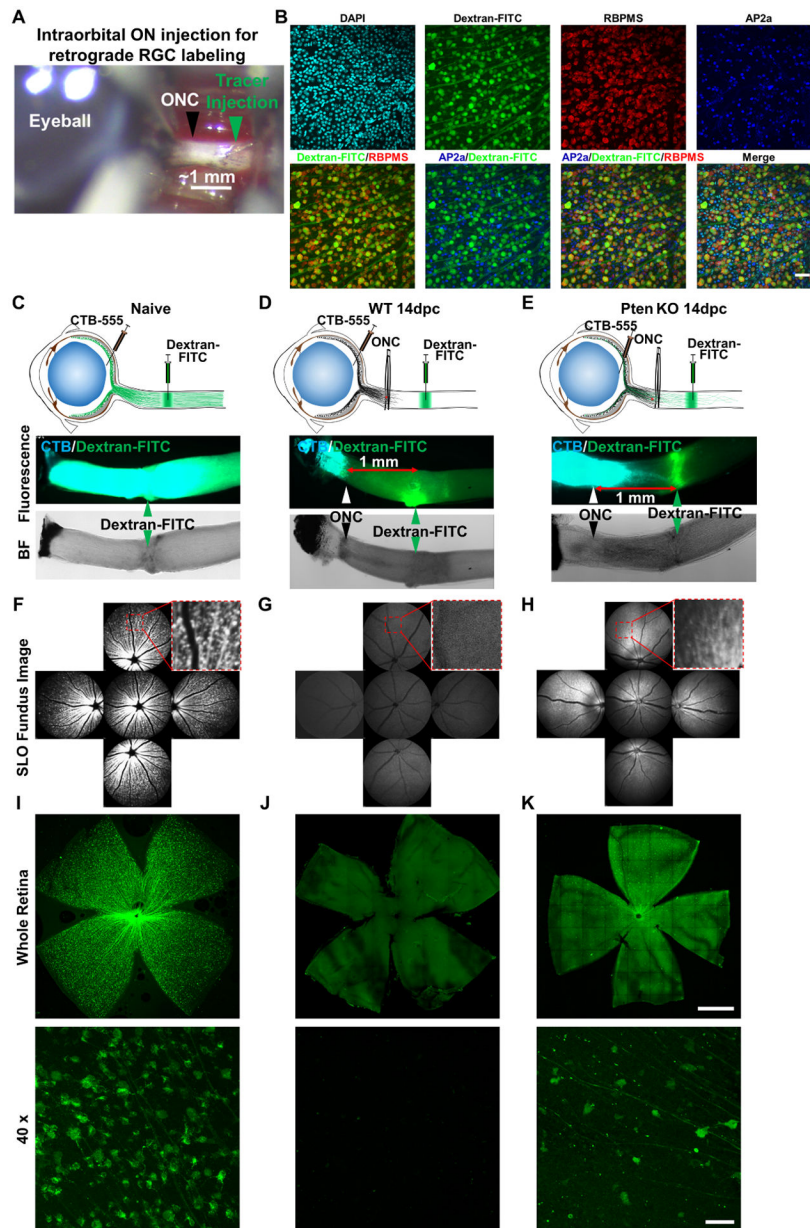 A
Intraorbital ON injection for
retrograde RGC labeling
Tracer
Injection
ONC
Eyeball
~1 mm
B
DAPI
Dextran-FITC
RBPMS
AP2a
Dextran-FITC/RBPMS
AP2a/Dextran-FITC
AP2a/Dextran-FITC/RBPMS
Merge
C
Naive
CTB-555
Dextran-
FITC
D
WT 14dpc
CTB-555
ONC
Dextran-
FITC
E
Pten KO 14dpc
CTB-555
ONC
Dextran-
FITC
Fluorescence
CTB/Dextran-FITC
CTB/Dextran-FITC
1 mm
CTB/Dextran-FITC
1 mm
BF
Dextran-FITC
ONC
Dextran-FITC
ONC
Dextran-FITC
F
G
H
SLO Fundus Image
I
J
K
Whole Retina
40 x